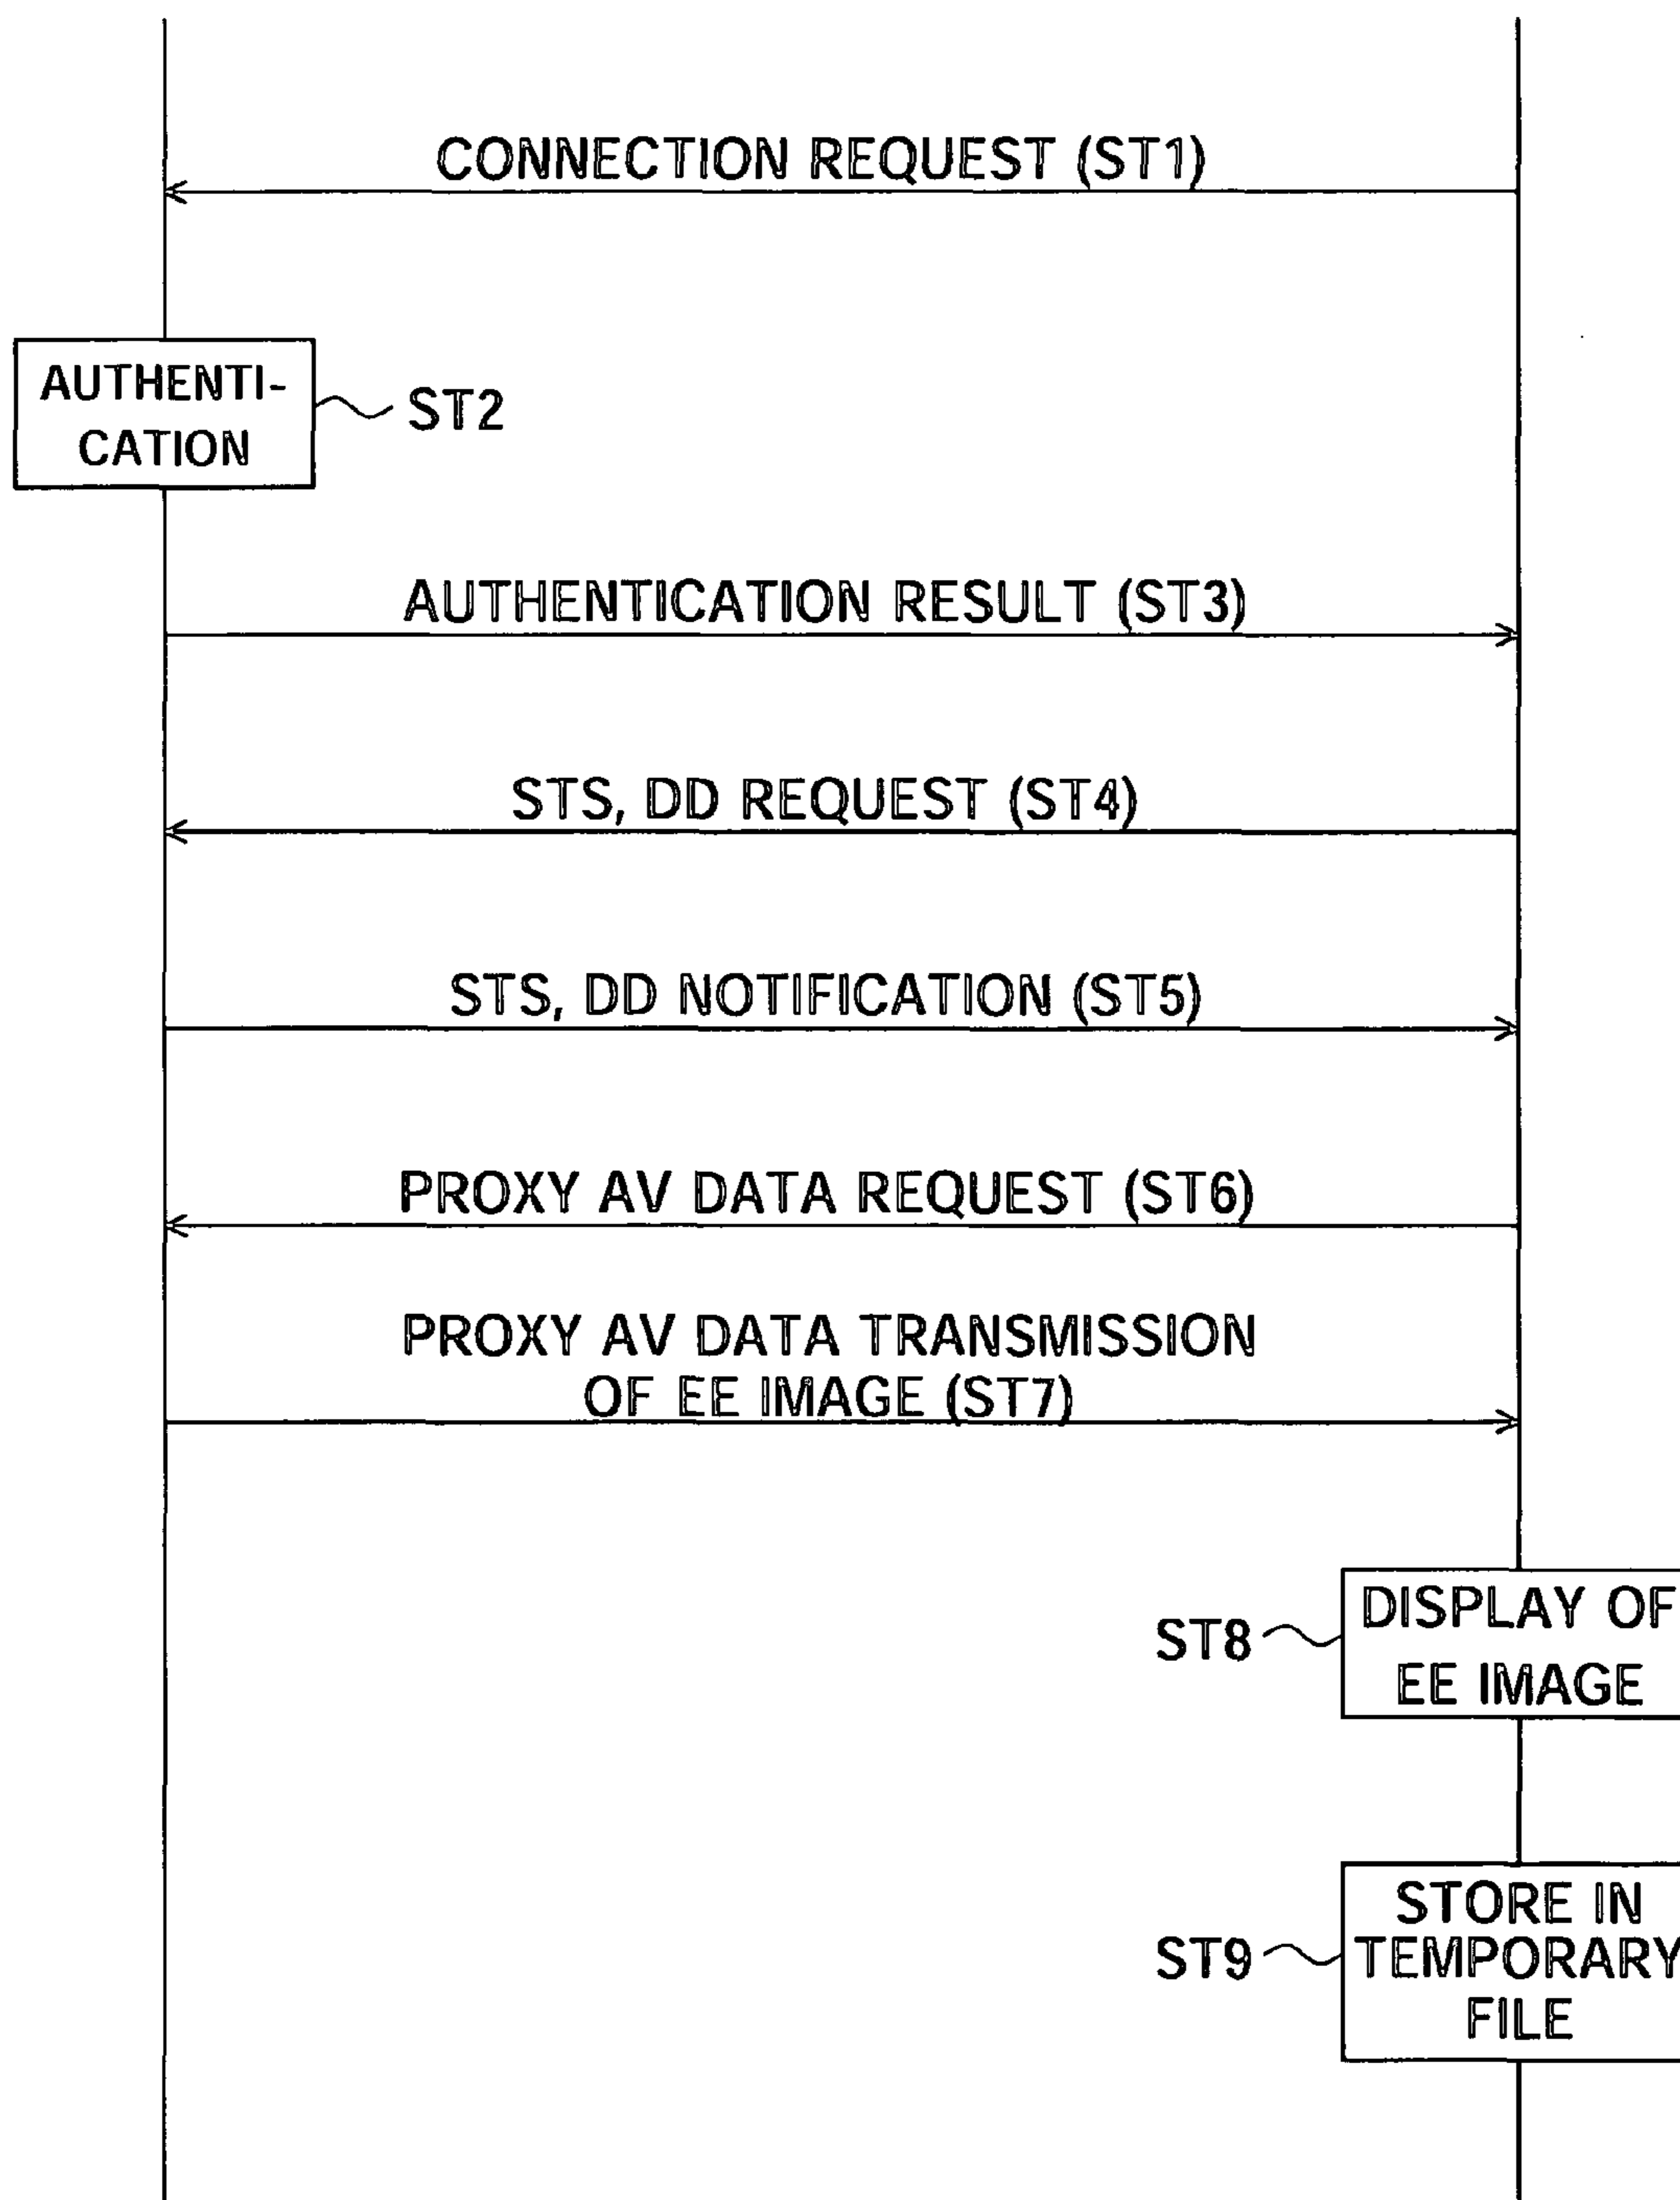 CONNECTION REQUEST (ST1)
AUTHENTI-
CATION
ST2
AUTHENTICATION RESULT (ST3)
STS, DD REQUEST (ST4)
STS, DD NOTIFICATION (ST5)
PROXY AV DATA REQUEST (ST6)
PROXY AV DATA TRANSMISSION
OF EE IMAGE (ST7)
ST8
DISPLAY OF
EE IMAGE
ST9
STORE IN
TEMPORARY
FILE